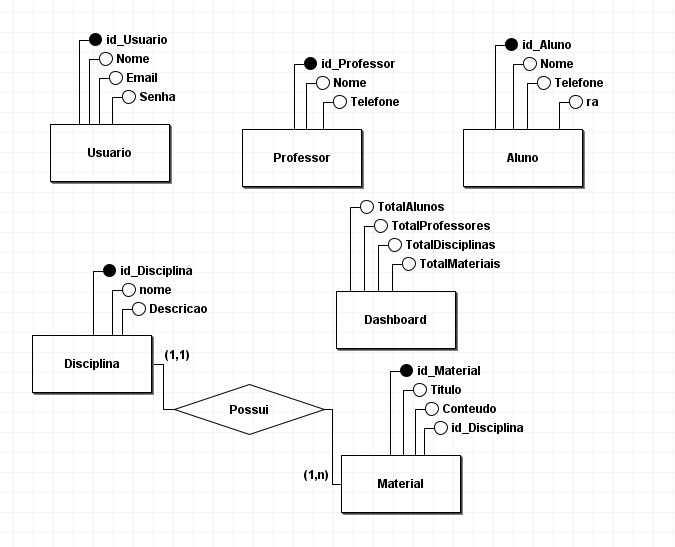 id_Usuario
Nome
Email
Senha
Usuario
id_Professor
Nome
Telefone
Professor
id_Aluno
Nome
Telefone
ra
Aluno
TotalAlunos
TotalProfessores
TotalDisciplinas
TotalMateriais
Dashboard
id_Disciplina
nome
Descricao
Disciplina
(1,1)
Possui
(1,n)
id_Material
Titulo
Conteudo
id_Disciplina
Material